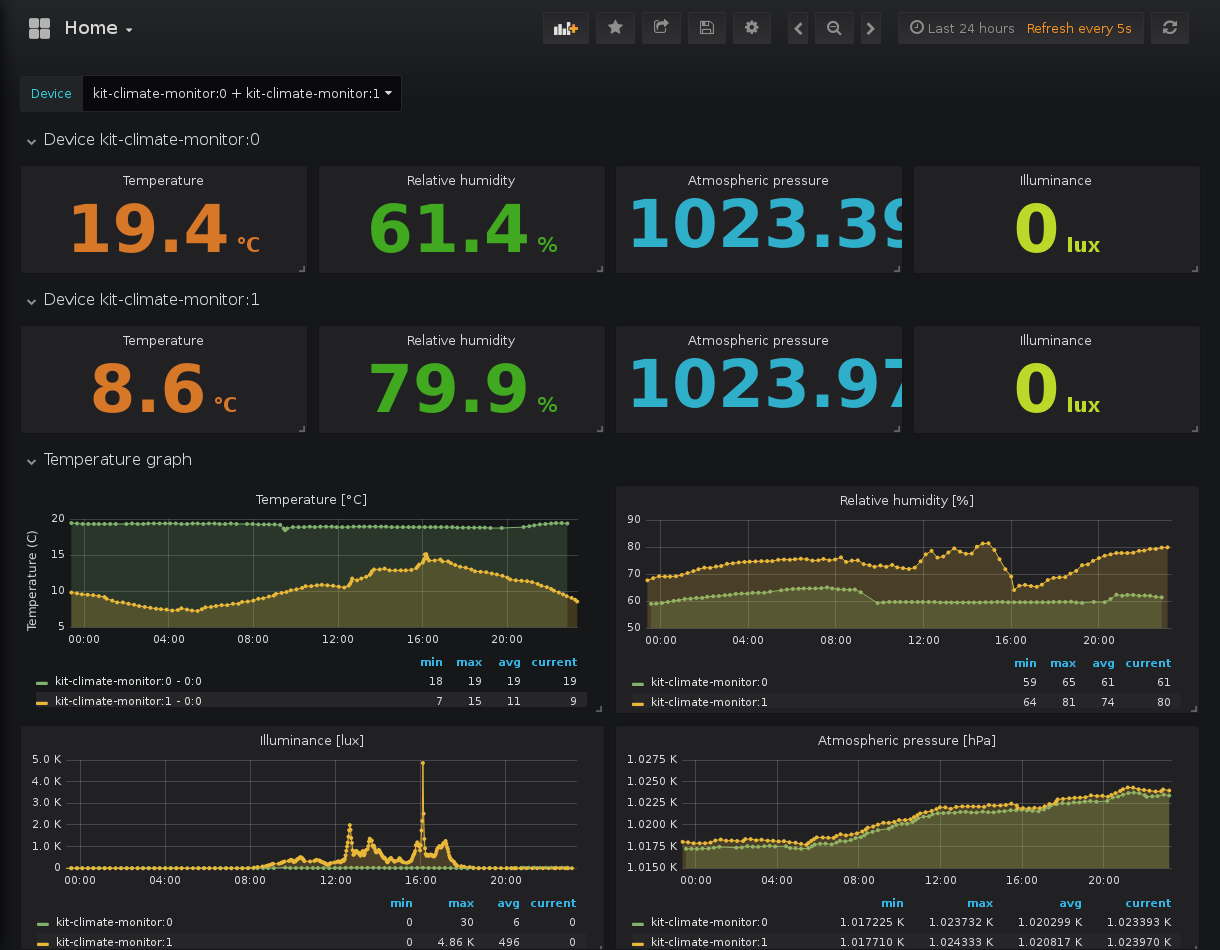 Home
Last 24 hours Refresh every 5s
Device kit-climate-monitor:0 + kit-climate-monitor:1
Device kit-climate-monitor:0
Temperature Relative humidity Atmospheric pressure Illuminance
19.4 °C 61.4 % 1023.39 0 lux
Device kit-climate-monitor:1
Temperature Relative humidity Atmospheric pressure Illuminance
8.6 °C 79.9 % 1023.97 0 lux
Temperature graph
Temperature [°C]
Temperature (C)
20
15
10
5
00:00 04:00 08:00 12:00 16:00 20:00
min max avg current
kit-climate-monitor:0 - 0:0 18 19 19 19
kit-climate-monitor:1 - 0:0 7 15 11 9
Relative humidity [%]
90
80
70
60
50
00:00 04:00 08:00 12:00 16:00 20:00
min max avg current
kit-climate-monitor:0 59 65 61 61
kit-climate-monitor:1 64 81 74 80
Illuminance [lux]
5.0 K
4.0 K
3.0 K
2.0 K
1.0 K
0
00:00 04:00 08:00 12:00 16:00 20:00
min max avg current
kit-climate-monitor:0 0 30 6 0
kit-climate-monitor:1 0 4.86 K 496 0
Atmospheric pressure [hPa]
1.0275 K
1.0250 K
1.0225 K
1.0200 K
1.0175 K
1.0150 K
00:00 04:00 08:00 12:00 16:00 20:00
min max avg current
kit-climate-monitor:0 1.017225 K 1.023732 K 1.020299 K 1.023393 K
kit-climate-monitor:1 1.017710 K 1.024333 K 1.020817 K 1.023970 K